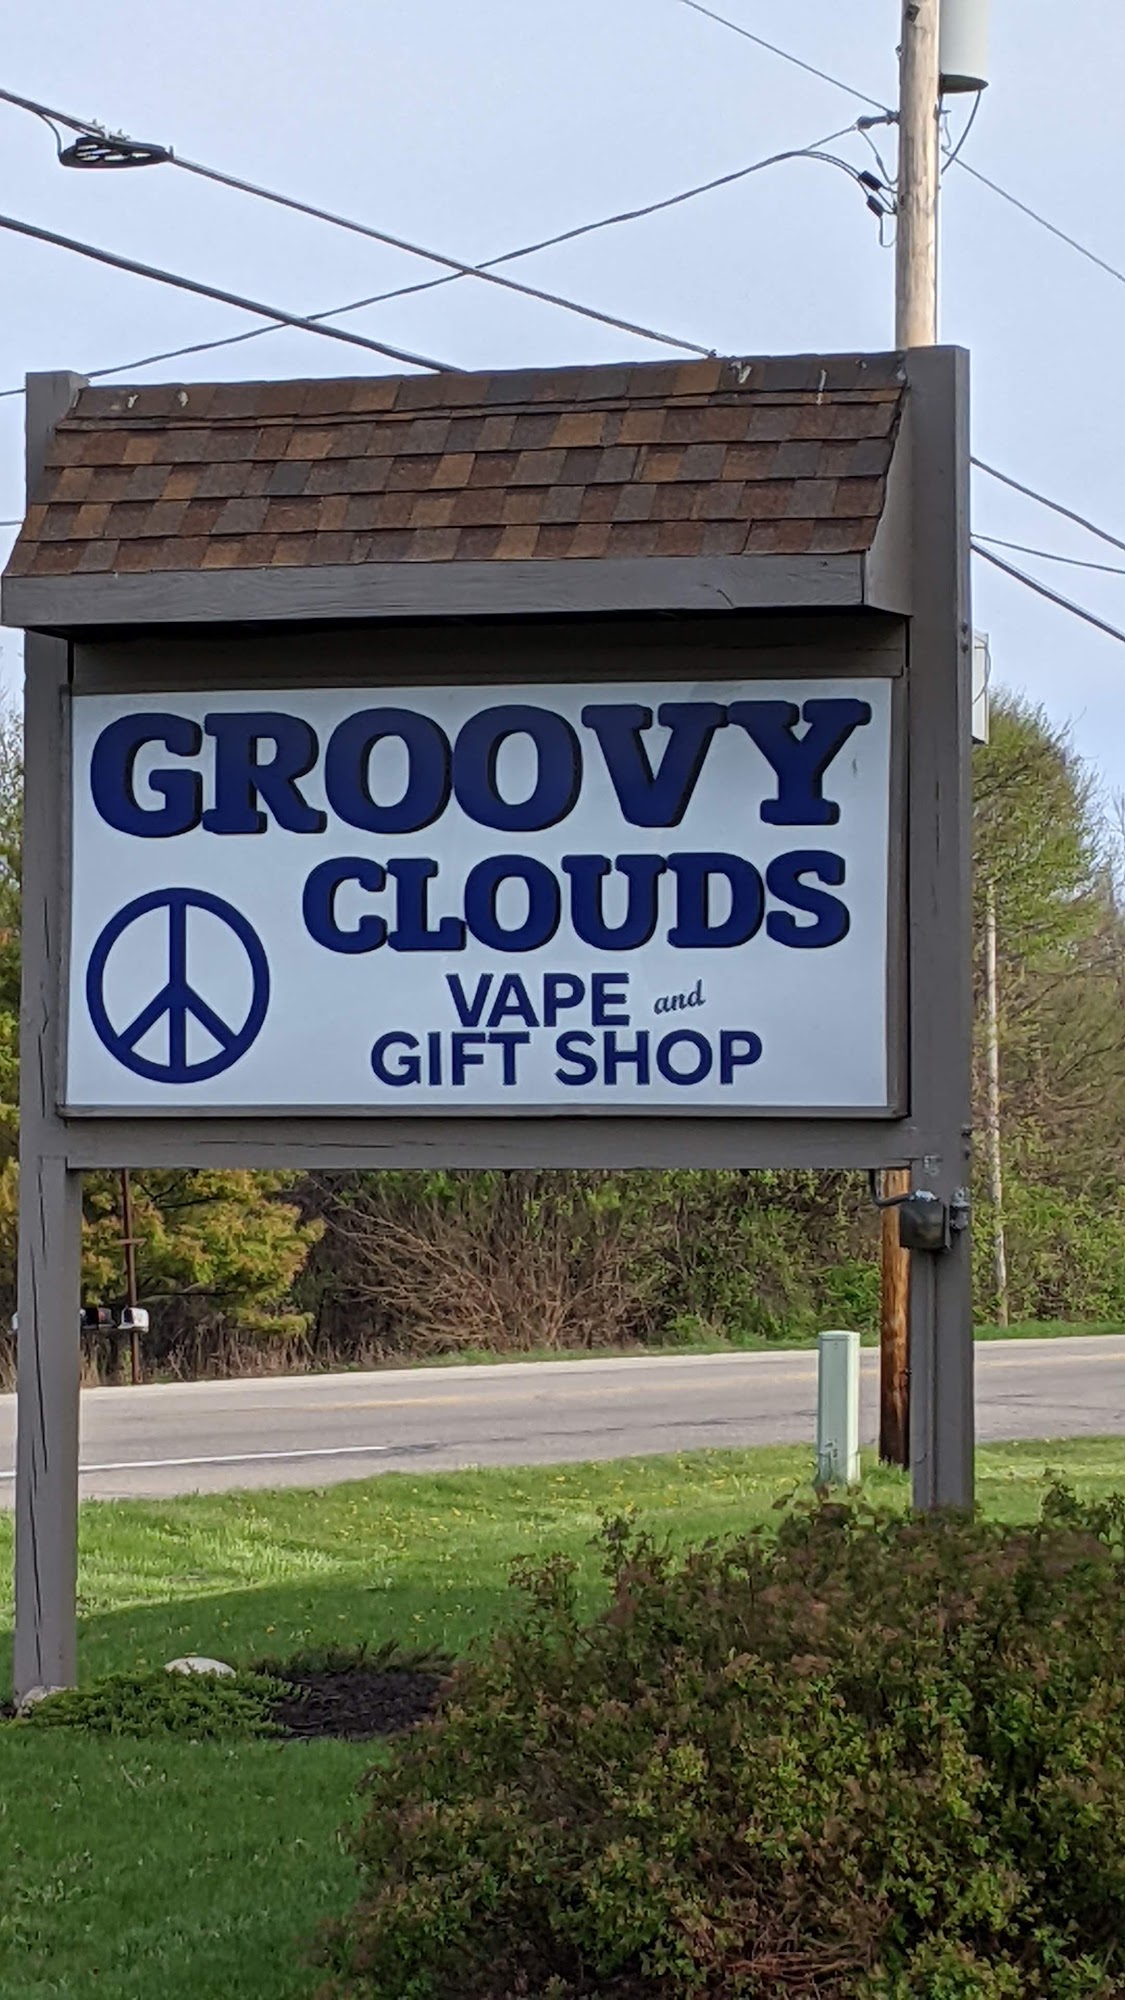 GROOVY
CLOUDS
VAPE and
GIFT SHOP